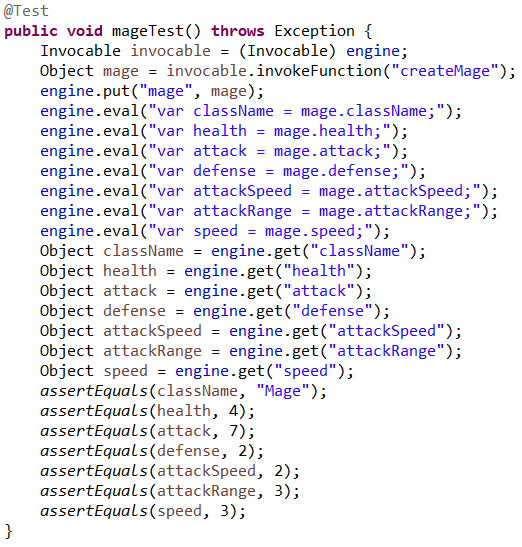 @Test
public void mageTest() throws Exception {
    Invocable invocable = (Invocable) engine;
    Object mage = invocable.invokeFunction("createMage");
    engine.put("mage", mage);
    engine.eval("var className = mage.className;");
    engine.eval("var health = mage.health;");
    engine.eval("var attack = mage.attack;");
    engine.eval("var defense = mage.defense;");
    engine.eval("var attackSpeed = mage.attackSpeed;");
    engine.eval("var attackRange = mage.attackRange;");
    engine.eval("var speed = mage.speed;");
    Object className = engine.get("className");
    Object health = engine.get("health");
    Object attack = engine.get("attack");
    Object defense = engine.get("defense");
    Object attackSpeed = engine.get("attackSpeed");
    Object attackRange = engine.get("attackRange");
    Object speed = engine.get("speed");
    assertEquals(className, "Mage");
    assertEquals(health, 4);
    assertEquals(attack, 7);
    assertEquals(defense, 2);
    assertEquals(attackSpeed, 2);
    assertEquals(attackRange, 3);
    assertEquals(speed, 3);
}